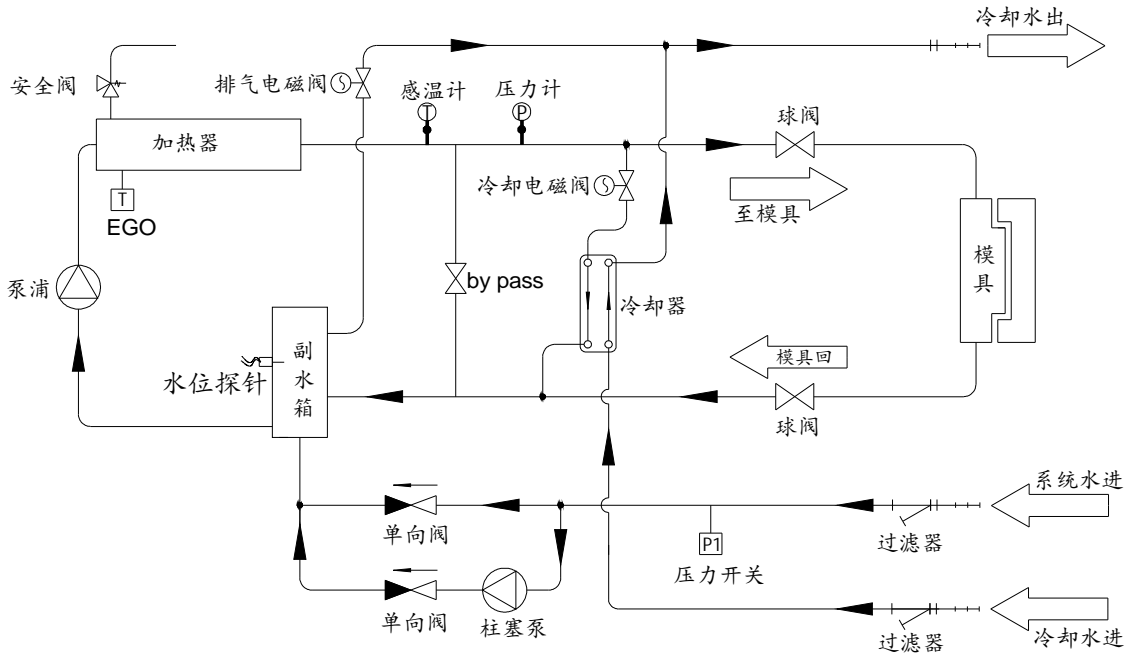 冷却水出
安全阀
排气电磁阀
感温计
压力计
T
P
球阀
加热器
冷却电磁阀
T
EGO
至模具
模具
泵浦
by pass
冷却器
副水箱
模具回
水位探针
球阀
系统水进
单向阀
P1
过滤器
压力开关
单向阀
柱塞泵
过滤器
冷却水进